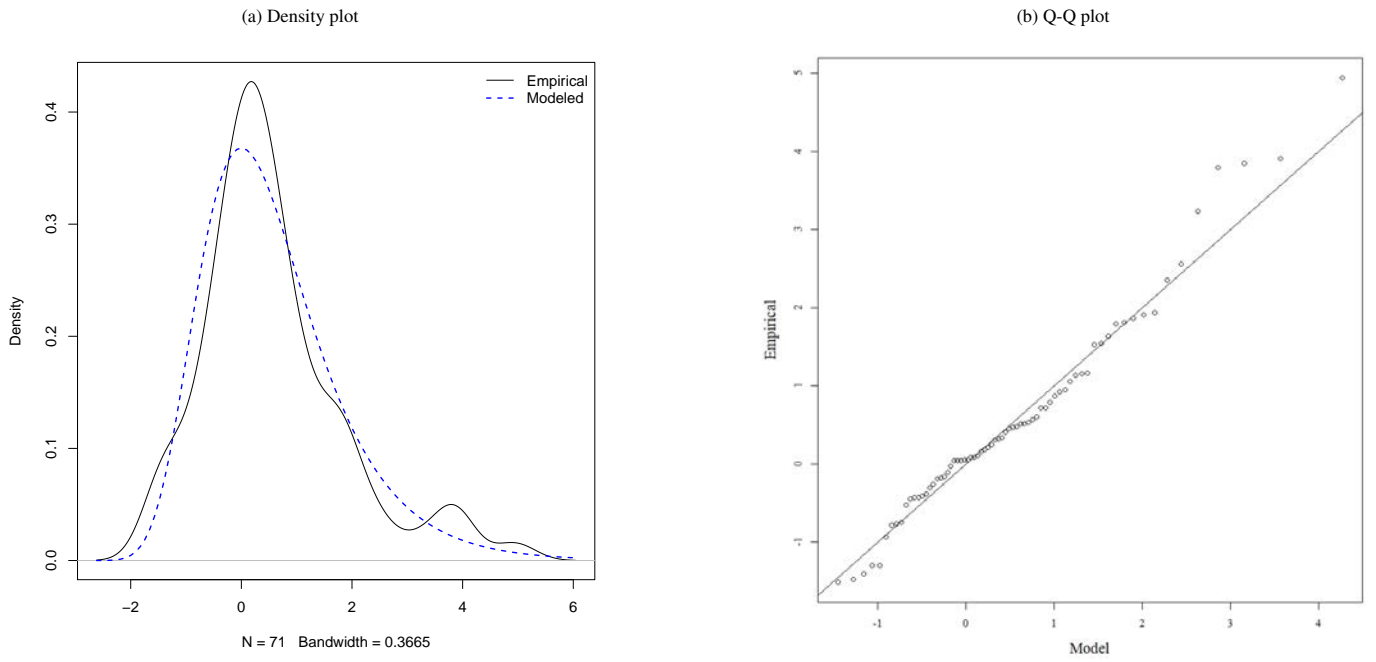 (a) Density plot
Density
0.0
0.1
0.2
0.3
0.4
−2
0
2
4
6
Empirical
Modeled
N = 71 Bandwidth = 0.3665
(b) Q-Q plot
Empirical
-1
0
1
2
3
4
5
-1
0
1
2
3
4
Model